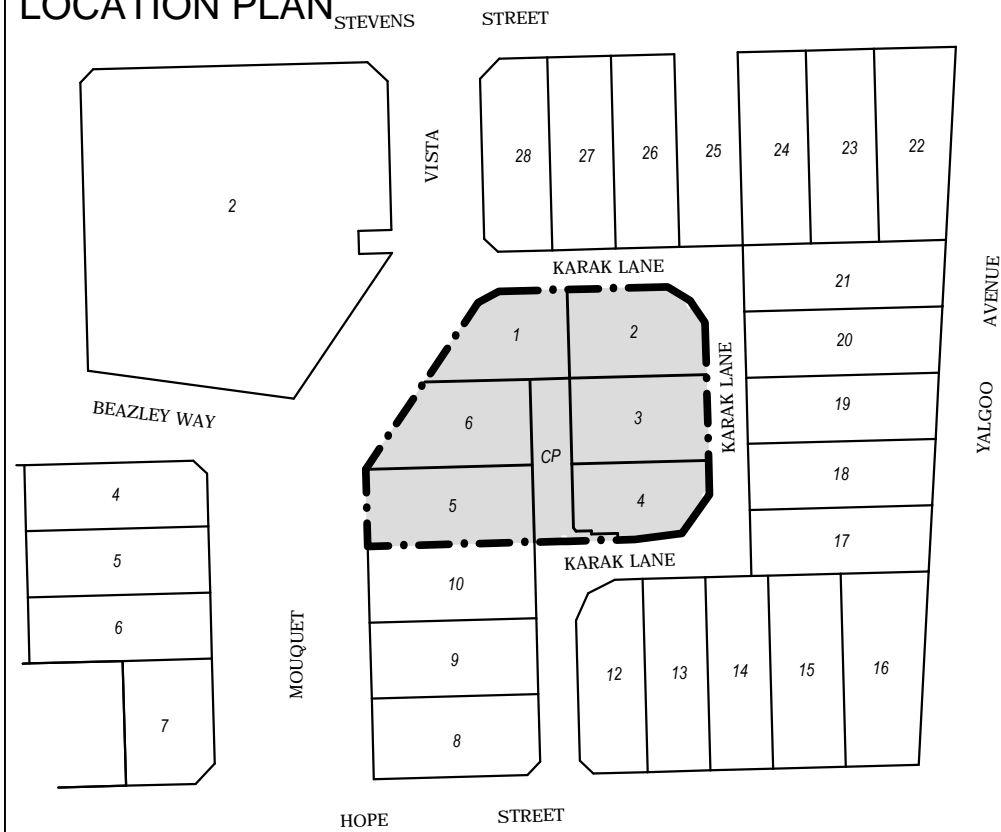 LOCATION PLAN
STEVENS STREET
VISTA
28 27 26 25 24 23 22
2
KARAK LANE
21
AVENUE
1 2
20
KARAK LANE
YALGOO
BEAZLEY WAY
6 CP 3
19
4
5 4
18
17
5
KARAK LANE
10
6
MOUQUET
9
12 13 14 15 16
7
8
HOPE STREET